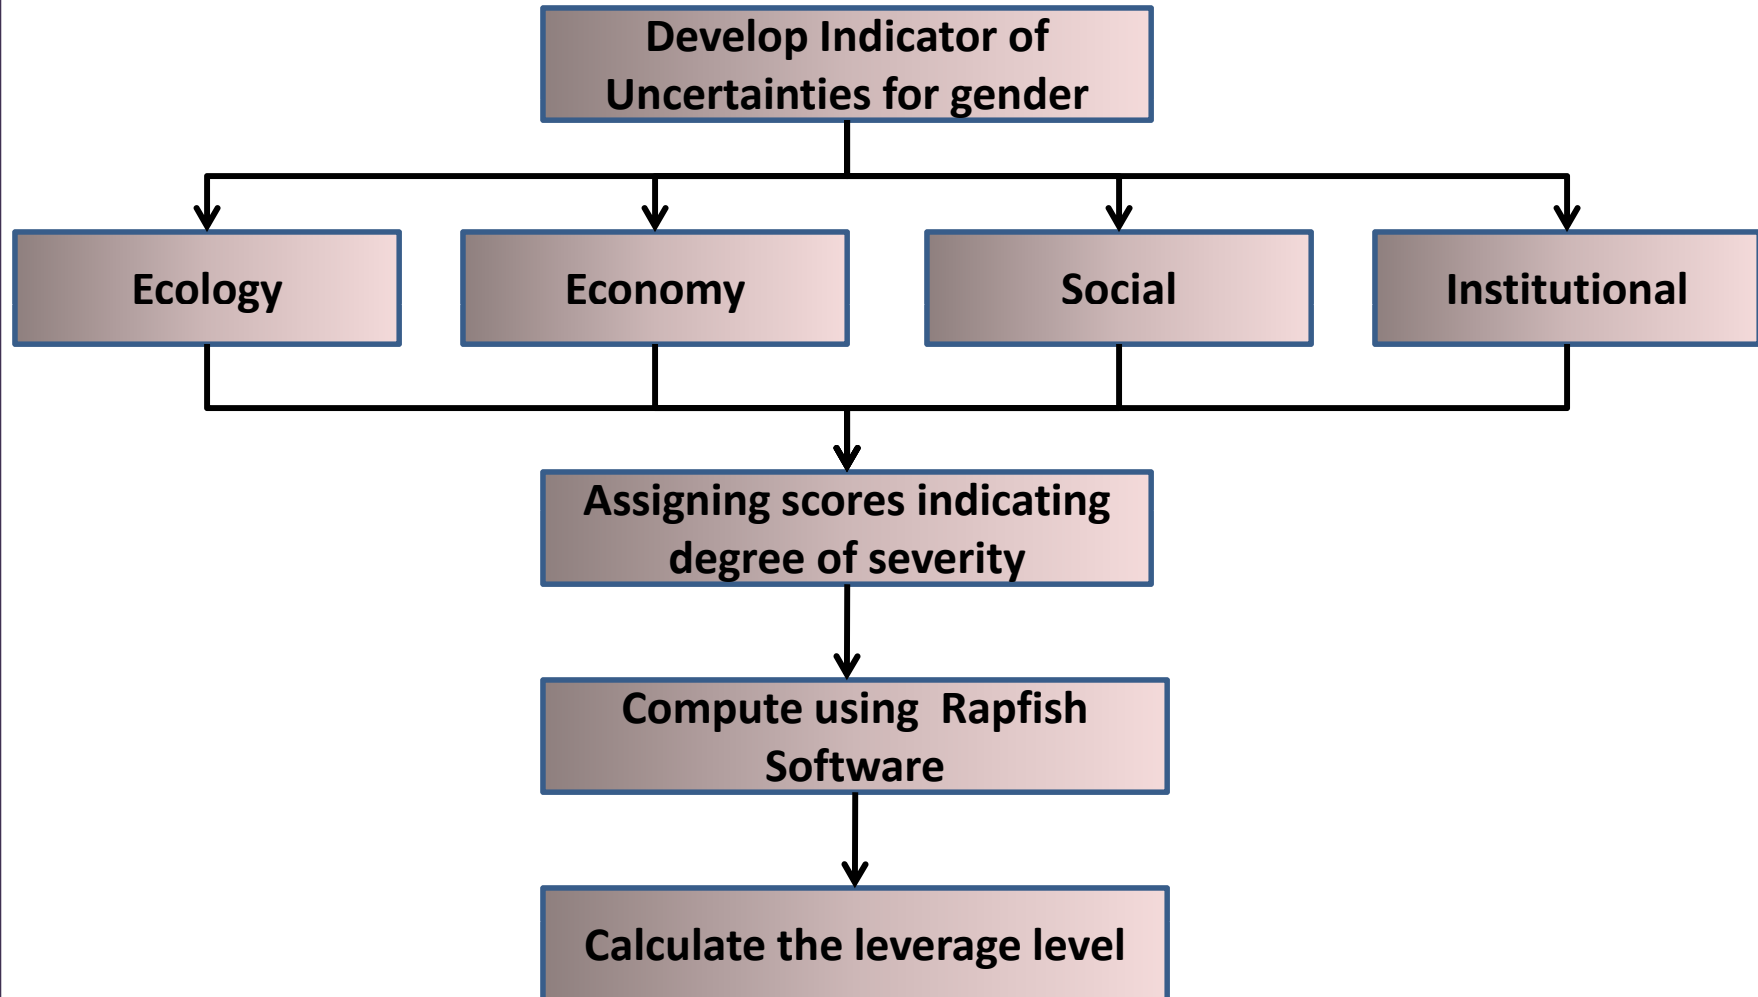 Develop Indicator of
Uncertainties for gender
Ecology
Economy
Social
Institutional
Assigning scores indicating
degree of severity
Compute using  Rapfish
Software
Calculate the leverage level